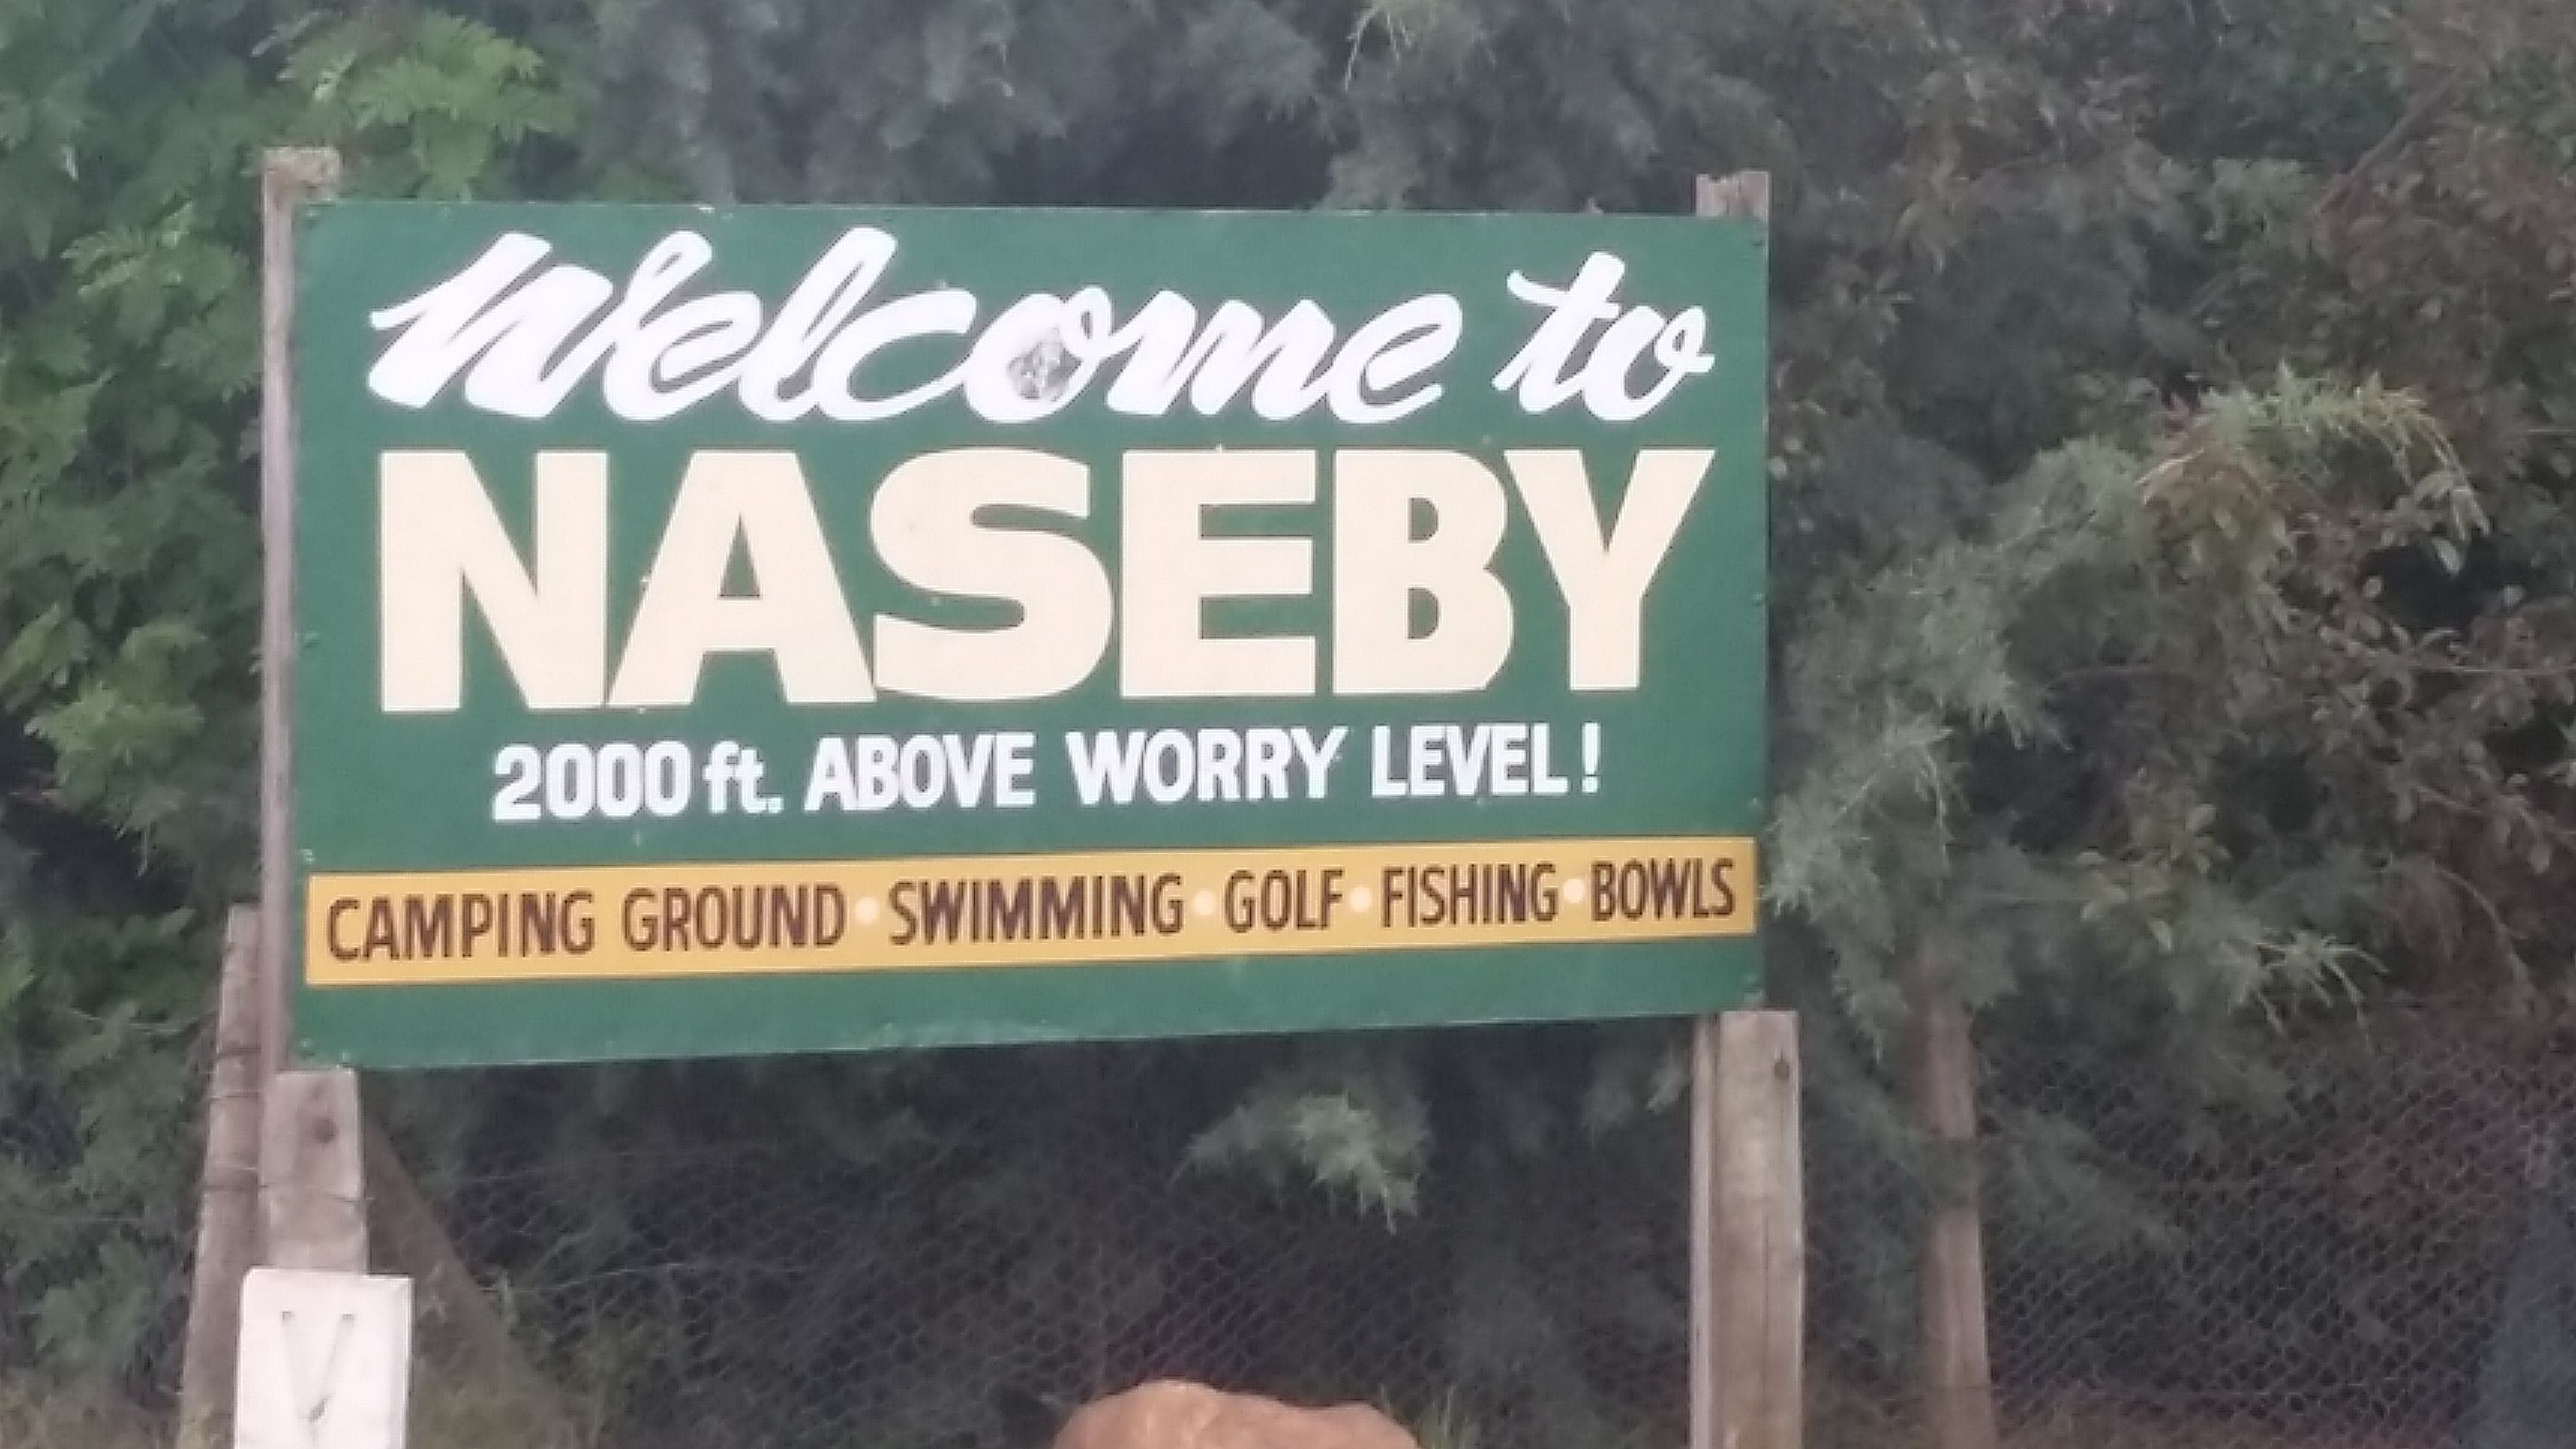 Welcome to
NASEBY
2000 ft. ABOVE WORRY LEVEL!
CAMPING GROUND • SWIMMING • GOLF • FISHING • BOWLS
V